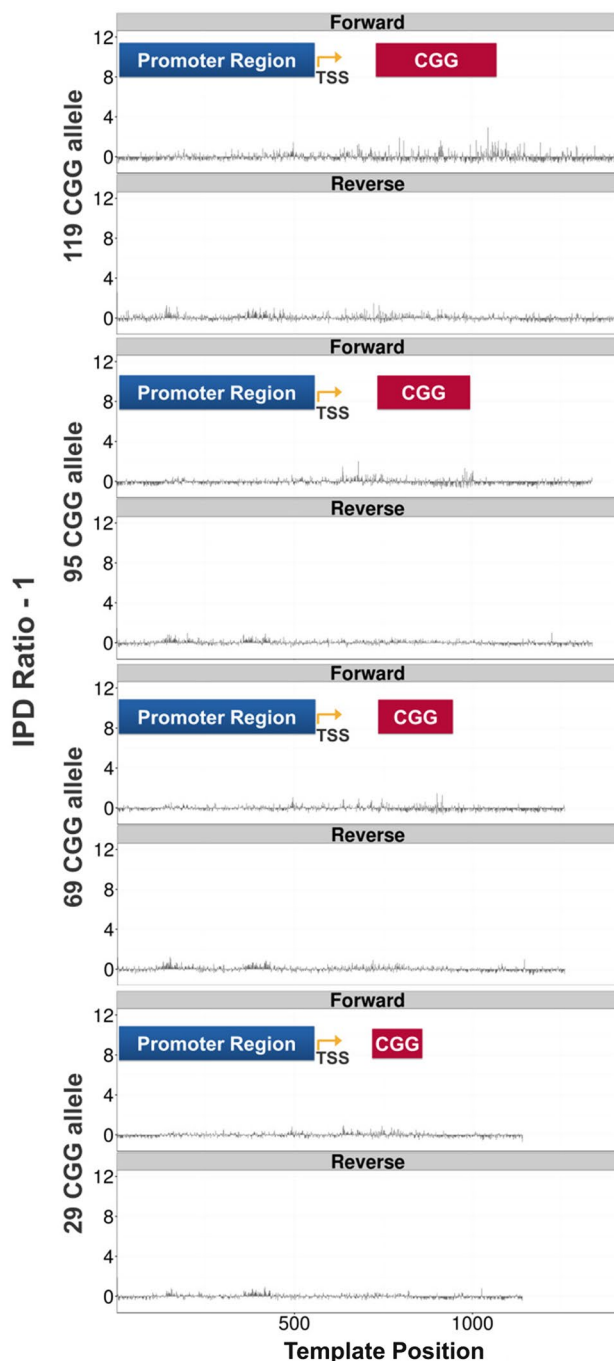 IPD Ratio - 1
119 CGG allele
Forward
12
8
4
0
Promoter Region
TSS
CGG
Reverse
12
8
4
0
95 CGG allele
Forward
12
8
4
0
Promoter Region
TSS
CGG
Reverse
12
8
4
0
69 CGG allele
Forward
12
8
4
0
Promoter Region
TSS
CGG
Reverse
12
8
4
0
29 CGG allele
Forward
12
8
4
0
Promoter Region
TSS
CGG
Reverse
12
8
4
0
500 1000
Template Position